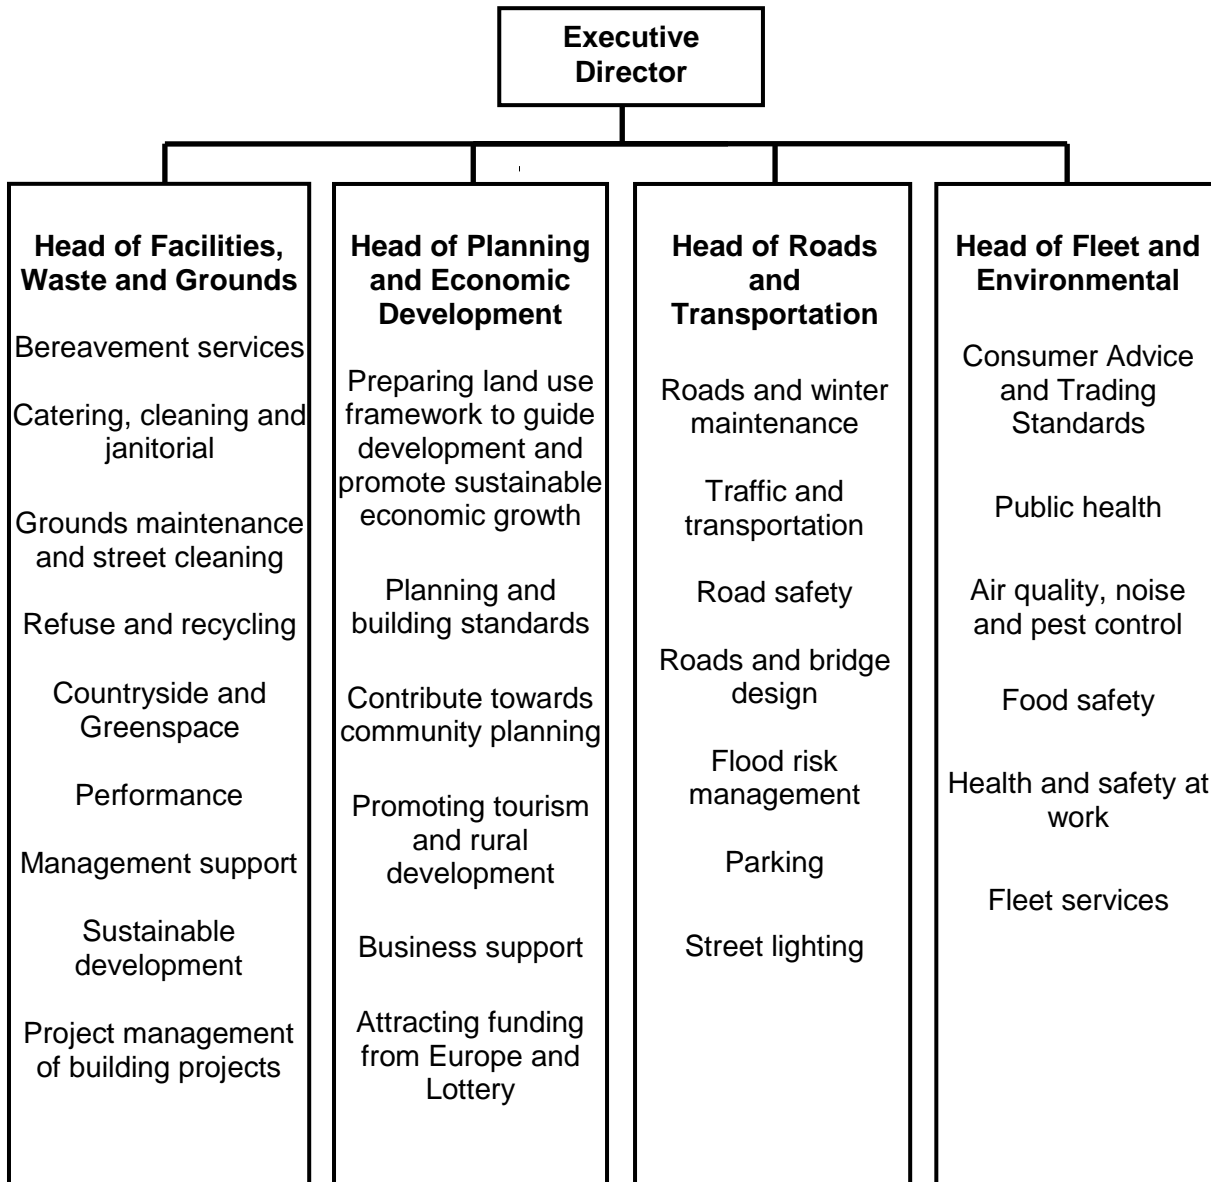 Executive
Director
Head of Facilities,
Waste and Grounds
Bereavement services
Catering, cleaning and
janitorial
Grounds maintenance
and street cleaning
Refuse and recycling
Countryside and
Greenspace
Performance
Management support
Sustainable
development
Project management
of building projects
Head of Planning
and Economic
Development
Preparing land use
framework to guide
development and
promote sustainable
economic growth
Planning and
building standards
Contribute towards
community planning
Promoting tourism
and rural
development
Business support
Attracting funding
from Europe and
Lottery
Head of Roads
and
Transportation
Roads and winter
maintenance
Traffic and
transportation
Road safety
Roads and bridge
design
Flood risk
management
Parking
Street lighting
Head of Fleet and
Environmental
Consumer Advice
and Trading
Standards
Public health
Air quality, noise
and pest control
Food safety
Health and safety at
work
Fleet services